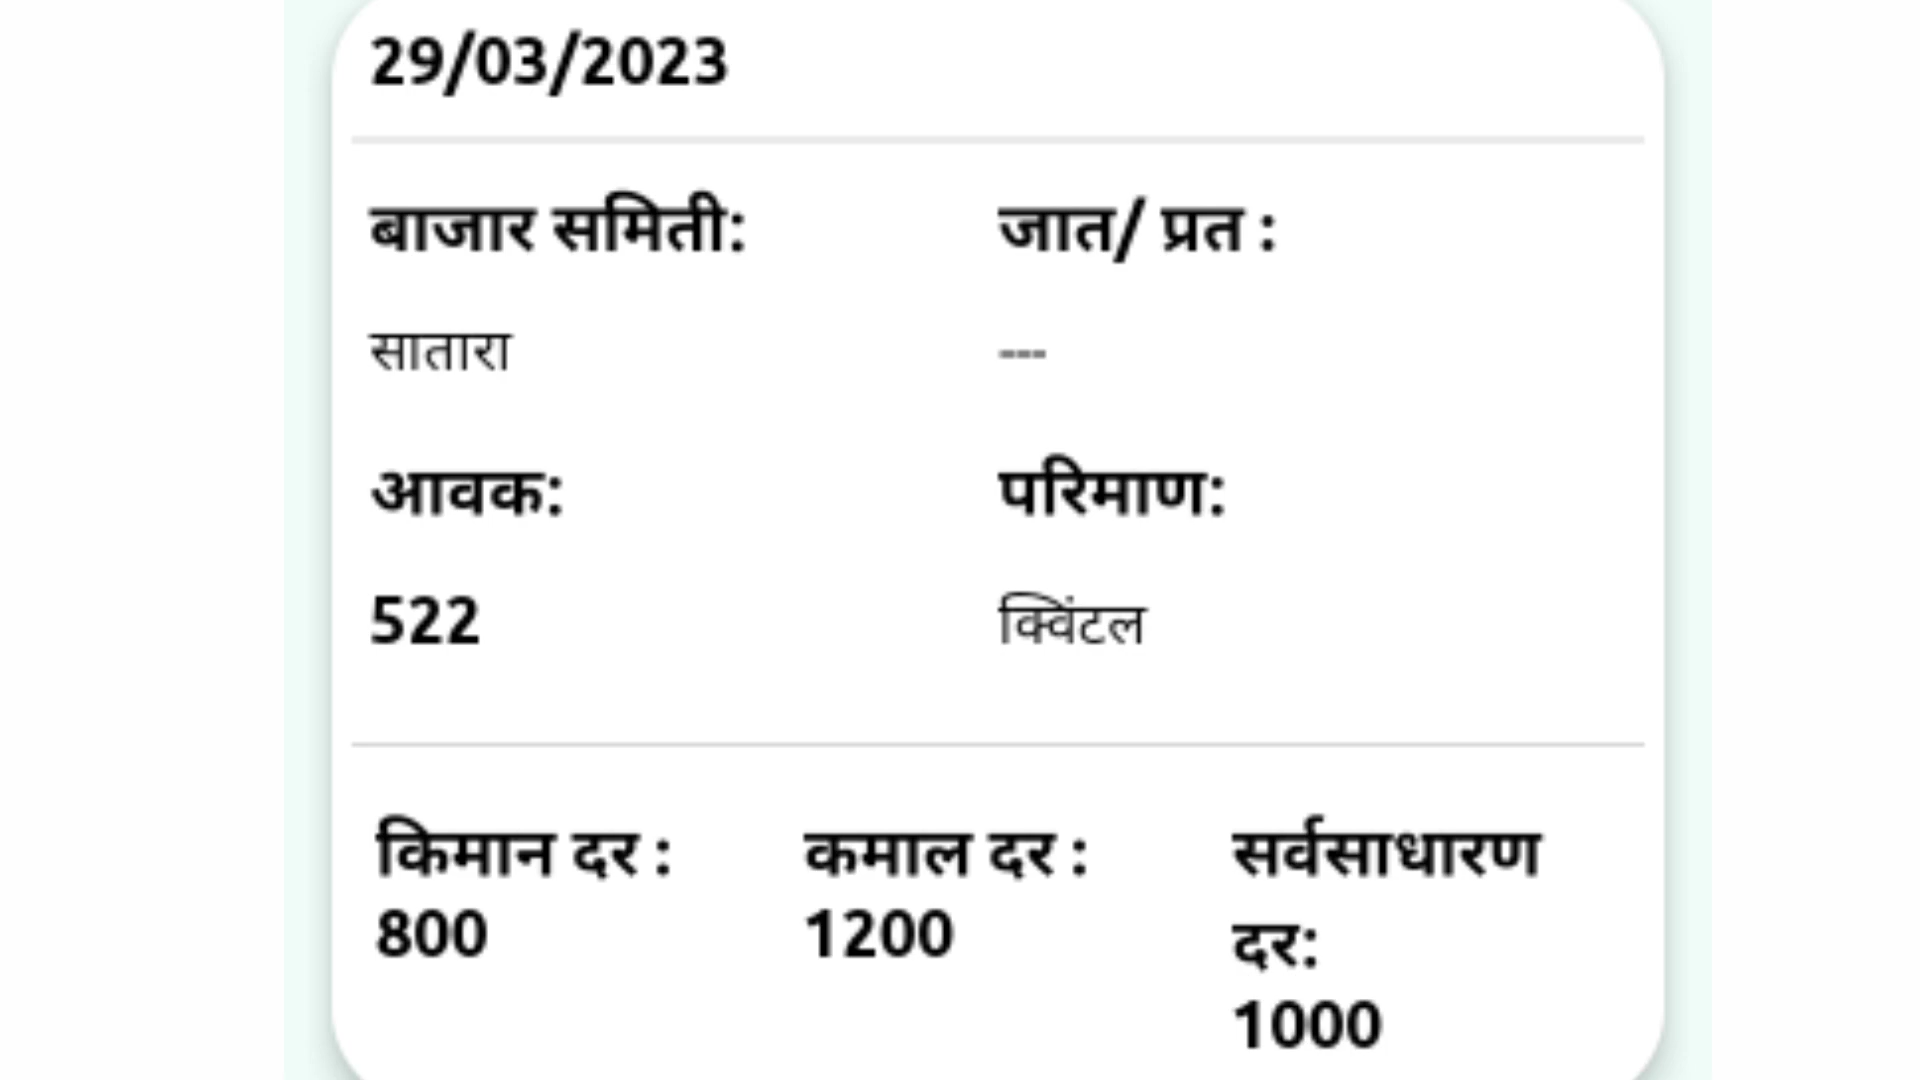 29/03/2023
बाजार समिती: जात/ प्रत :
सातारा ---
आवक: परिमाण:
522 क्विंटल
किमान दर : कमाल दर : सर्वसाधारण
800 1200 दर:
1000